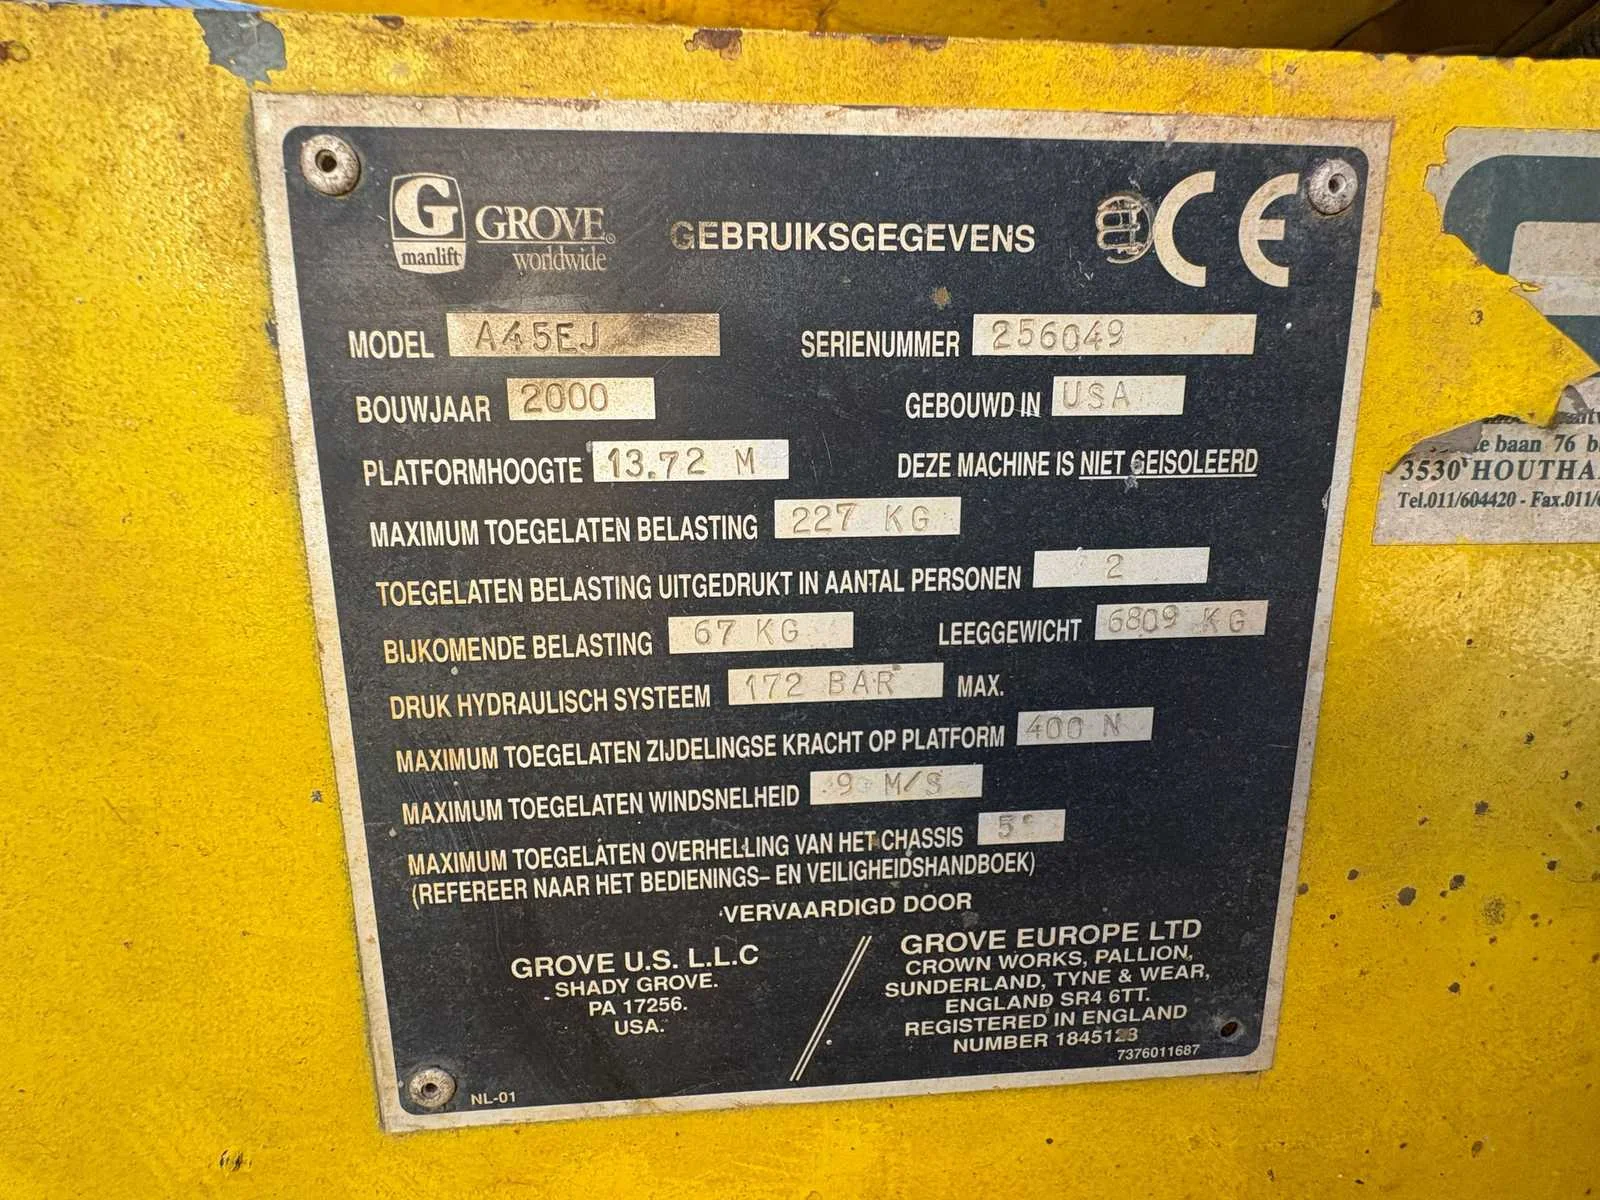 G
manlift
GROVE®
worldwide
GEBRUIKSGEGEVENS
CE
MODEL A45EJ
SERIENUMMER 256049
BOUWJAAR 2000
GEBOUWD IN USA
PLATFORMHOOGTE 13.72 M
DEZE MACHINE IS NIET GEISOLEERD
MAXIMUM TOEGELATEN BELASTING 227 KG
TOEGELATEN BELASTING UITGEDRUKT IN AANTAL PERSONEN 2
BIJKOMENDE BELASTING 67 KG
LEEGGEWICHT 6809 KG
DRUK HYDRAULISCH SYSTEEM 172 BAR MAX.
MAXIMUM TOEGELATEN ZIJDELINGSE KRACHT OP PLATFORM 400 N
MAXIMUM TOEGELATEN WINDSNELHEID 9 M/S
MAXIMUM TOEGELATEN OVERHELLING VAN HET CHASSIS 5°
(REFEREER NAAR HET BEDIENINGS- EN VEILIGHEIDSHANDBOEK)
VERVAARDIGD DOOR
GROVE U.S. L.L.C
SHADY GROVE.
PA 17256.
USA.
GROVE EUROPE LTD
CROWN WORKS, PALLION,
SUNDERLAND, TYNE & WEAR,
ENGLAND SR4 6TT.
REGISTERED IN ENGLAND
NUMBER 1845128
7376011687
NL-01
baan 76
3530 HOUTHA
Tel.011/604420 - Fax.011/